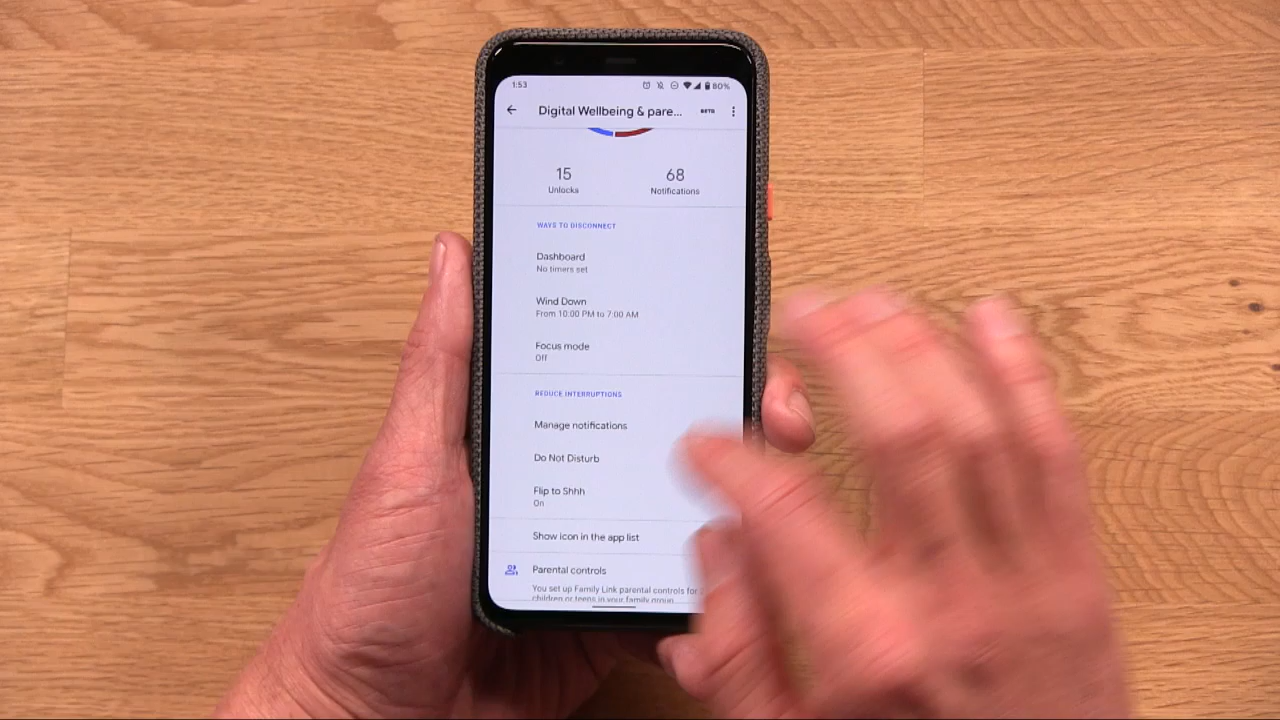 1:53
80%
Digital Wellbeing & pare...
BETA
15
68
Unlocks
Notifications
WAYS TO DISCONNECT
Dashboard
No timers set
Wind Down
From 10:00 PM to 7:00 AM
Focus mode
Off
REDUCE INTERRUPTIONS
Manage notifications
Do Not Disturb
Flip to Shhh
On
Show icon in the app list
Parental controls
You set up Family Link parental controls for 2
children or teens in your family group